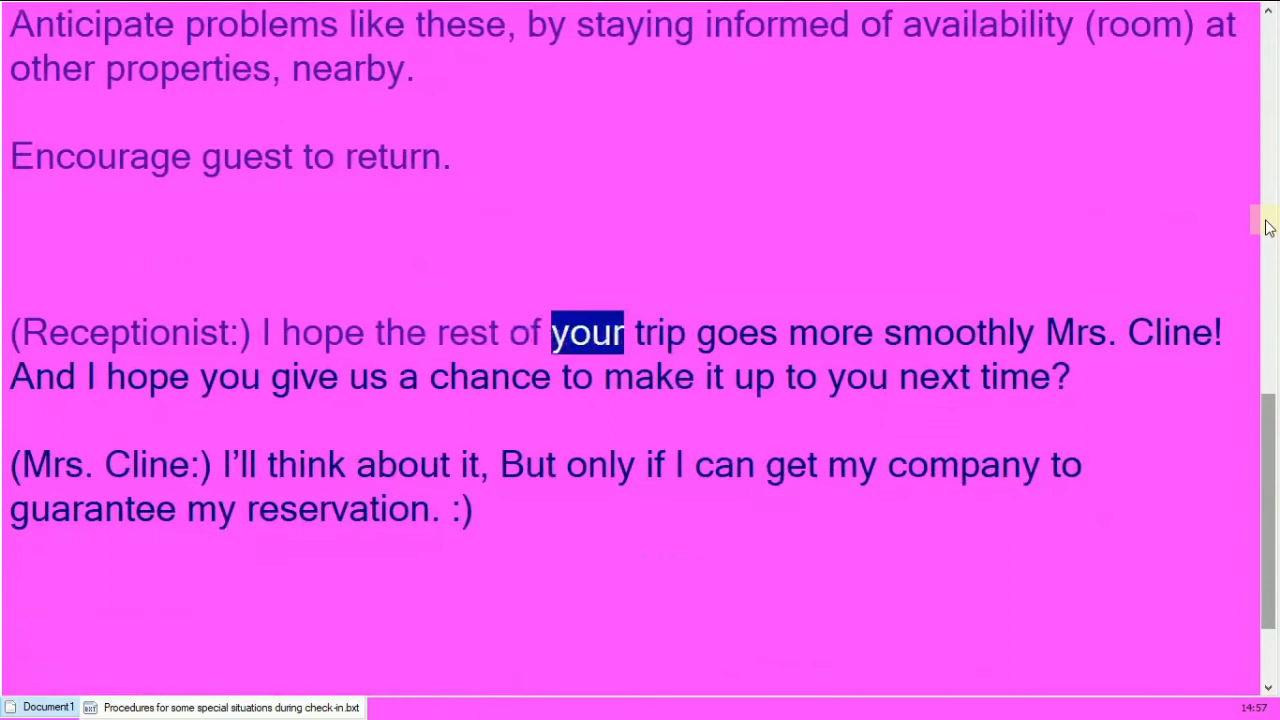 Anticipate problems like these, by staying informed of availability (room) at
other properties, nearby.
Encourage guest to return.
(Receptionist:) I hope the rest of your trip goes more smoothly Mrs. Cline!
And I hope you give us a chance to make it up to you next time?
(Mrs. Cline:) I’ll think about it, But only if I can get my company to
guarantee my reservation. :)
Document1 BXT Procedures for some special situations during check-in.bxt 14:57